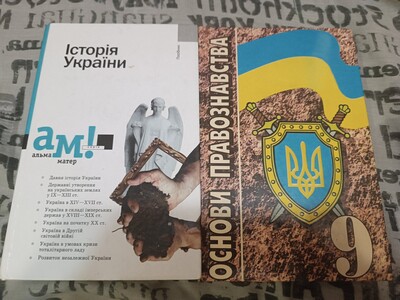 Історія
України
ам!
альма
матер
• Давня історія України
• Державні утворення
на українських землях
у IX – XIII ст.
• Україна в XIV – XVII ст.
• Україна в складі імперських
держав у XVIII – XIX ст.
• Україна на початку XX ст.
• Україна в Другій
світовій війні
• Україна в умовах кризи
тоталітарного ладу
• Розвиток незалежної України
ОСНОВИ ПРАВОЗНАВСТВА
9